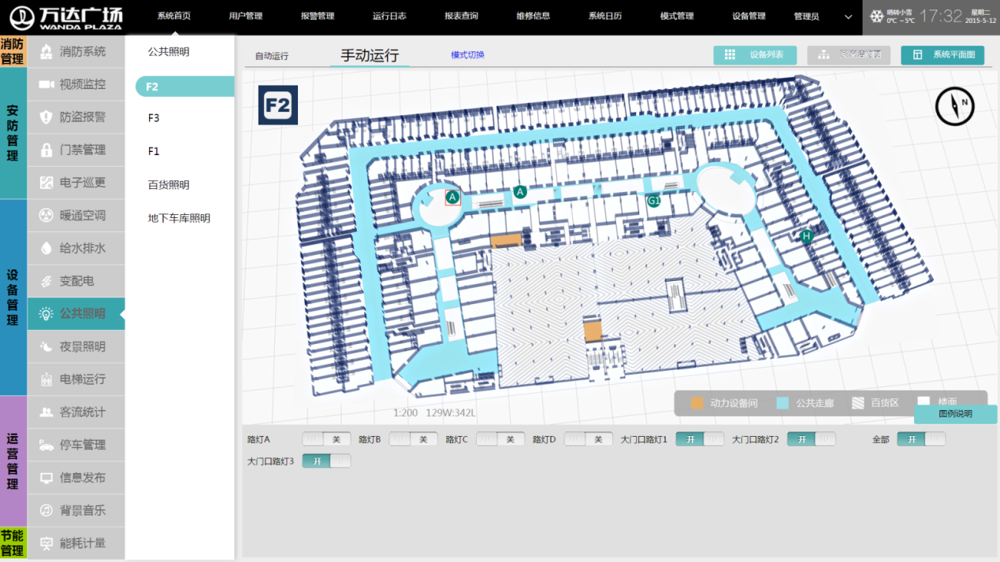 万达广场
WANDA PLAZA
系统首页
用户管理
报警管理
运行日志
报表查询
维修信息
系统日历
模式管理
设备管理
管理员
晴转小雪
0℃ ~5℃
17:32
星期二
2015-5-12
消防管理
安防管理
设备管理
运营管理
节能管理
消防系统
视频监控
防盗报警
门禁管理
电子巡更
暖通空调
给水排水
变配电
公共照明
夜景照明
电梯运行
客流统计
停车管理
信息发布
背景音乐
能耗计量
公共照明
F2
F3
F1
百货照明
地下车库照明
自动运行
手动运行
模式切换
设备列表
系统平面图
F2
N
A
A
G1
H
1:200 129W:342L
动力设备间
公共走廊
百货区
楼面
图例说明
路灯A 关 路灯B 关 路灯C 关 路灯D 关 大门口路灯1 开 大门口路灯2 开 全部 开
大门口路灯3 开